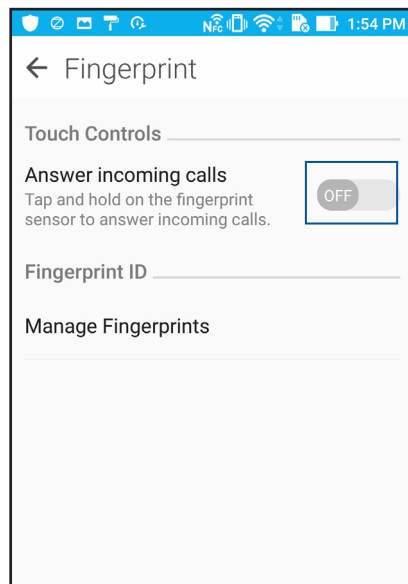 NFC 1:54 PM
Fingerprint
Touch Controls
Answer incoming calls
Tap and hold on the fingerprint
sensor to answer incoming calls.
OFF
Fingerprint ID
Manage Fingerprints